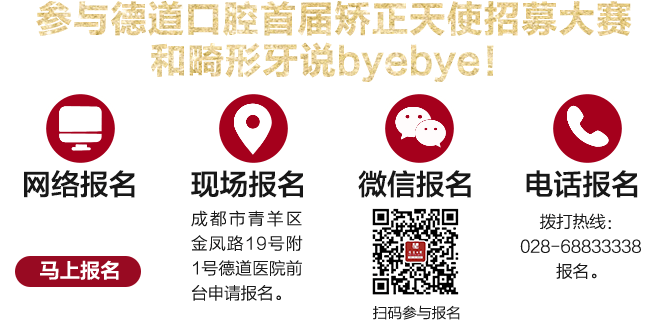 参与德道口腔首届矫正天使招募大赛
和畸形牙说byebye!
网络报名
马上报名
现场报名
成都市青羊区
金凤路19号附
1号德道医院前
台申请报名。
微信报名
扫码参与报名
电话报名
拨打热线：
028-68833338
报名。